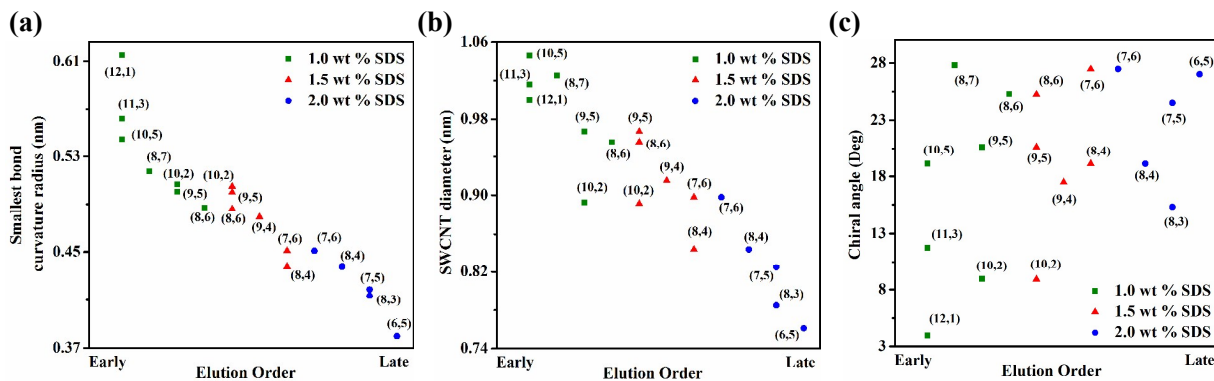 (a)
0.61
0.53
0.45
0.37
Smallest bond
curvature radius (nm)
1.0 wt % SDS
1.5 wt % SDS
2.0 wt % SDS
(12,1)
(11,3)
(10,5)
(8,7)
(10,2)
(10,2)
(9,5)
(9,5)
(8,6)
(8,6)
(9,4)
(7,6)
(7,6)
(8,4)
(8,4)
(7,5)
(8,3)
(6,5)
Early
Late
Elution Order
(b)
1.06
0.98
0.90
0.82
0.74
SWCNT diameter (nm)
1.0 wt % SDS
1.5 wt % SDS
2.0 wt % SDS
(10,5)
(11,3)
(8,7)
(12,1)
(9,5)
(9,5)
(8,6)
(8,6)
(10,2)
(10,2)
(9,4)
(7,6)
(7,6)
(8,4)
(8,4)
(7,5)
(8,3)
(6,5)
Early
Late
Elution Order
(c)
28
23
18
13
8
3
Chiral angle (Deg)
(8,7)
(8,6)
(8,6)
(7,6)
(7,6)
(6,5)
(7,5)
(10,5)
(9,5)
(9,5)
(8,4)
(8,4)
(9,4)
(8,3)
(11,3)
(10,2)
(10,2)
(12,1)
1.0 wt % SDS
1.5 wt % SDS
2.0 wt % SDS
Early
Late
Elution Order